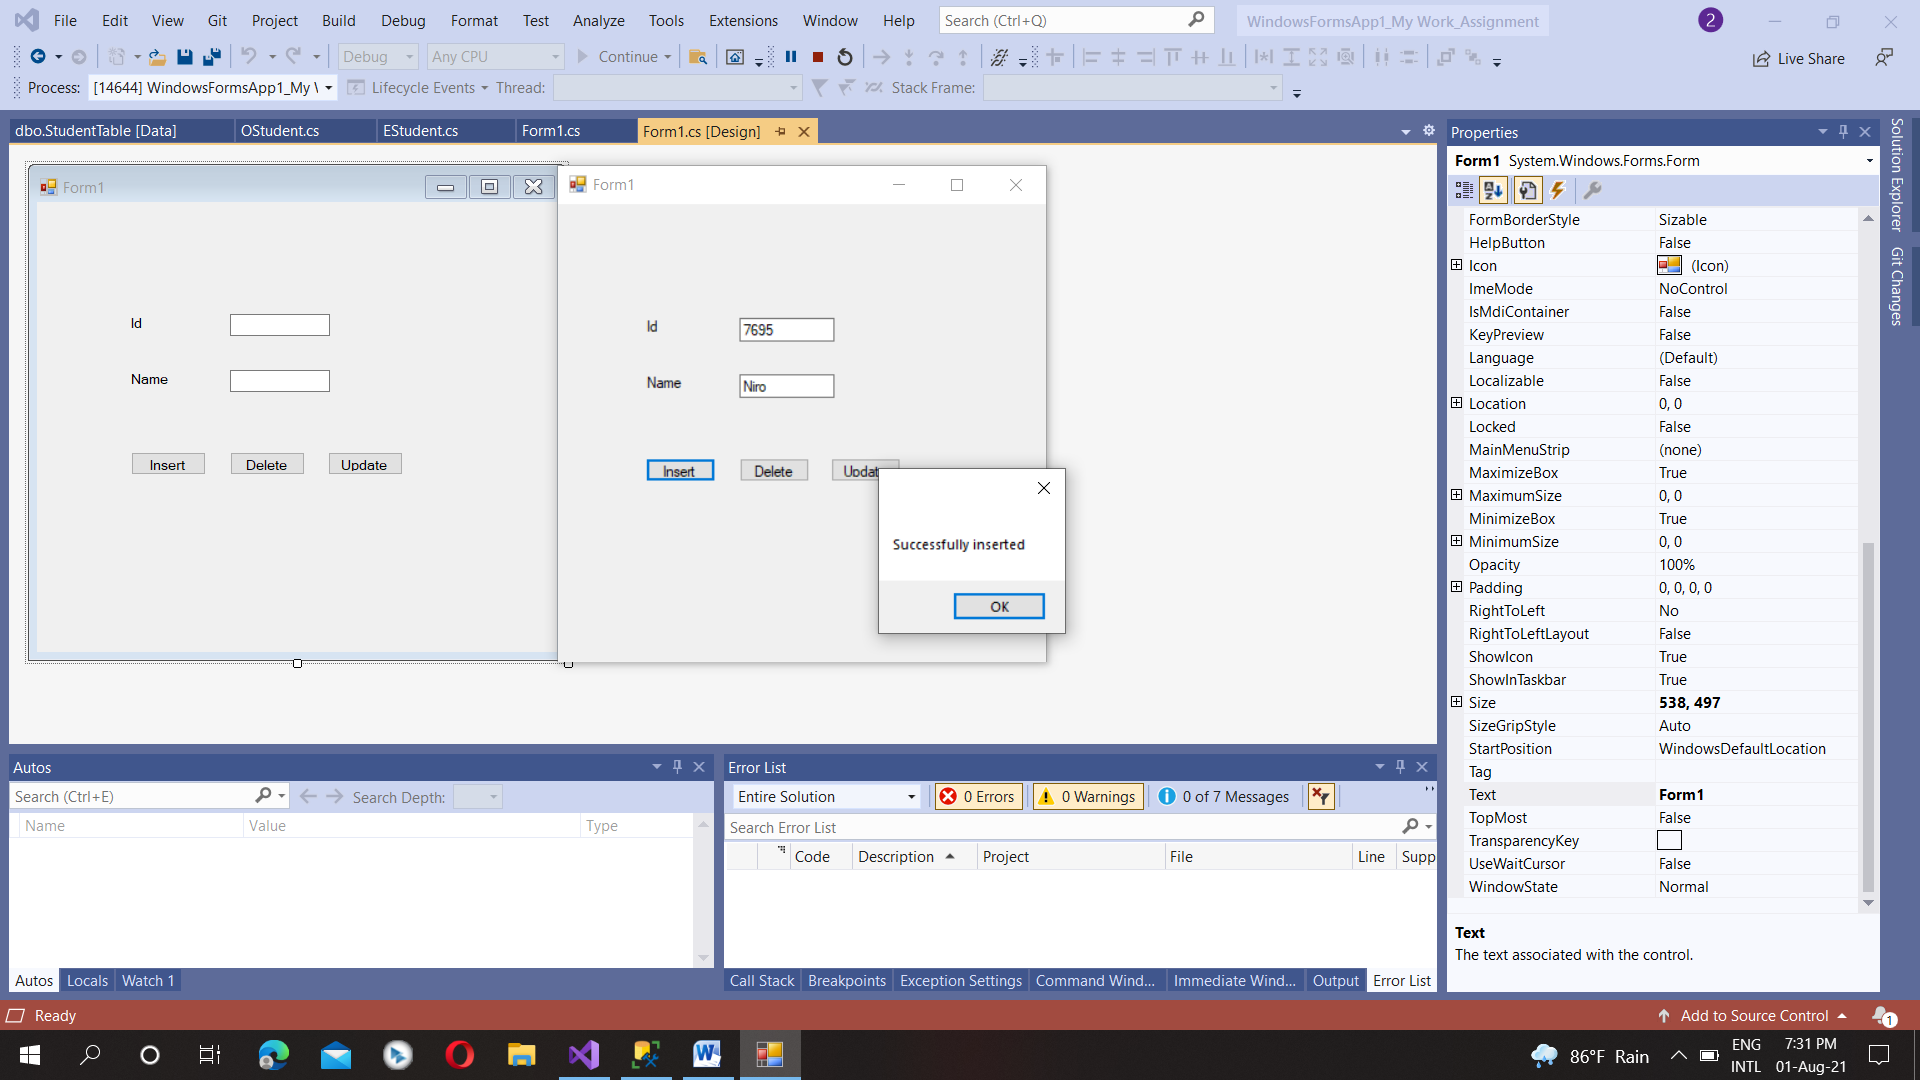 File Edit View Git Project Build Debug Format Test Analyze Tools Extensions Window Help Search (Ctrl+Q) WindowsFormsApp1_My Work_Assignment 2
Debug Any CPU Continue Live Share
Process: [14644] WindowsFormsApp1_My Lifecycle Events Thread: Stack Frame:
dbo.StudentTable [Data] OStudent.cs EStudent.cs Form1.cs Form1.cs [Design]
Form1
Id
Name
Insert Delete Update
Form1
Id 7695
Name Niro
Insert Delete Updat
Successfully inserted
OK
Properties
Form1 System.Windows.Forms.Form
FormBorderStyle Sizable
HelpButton False
Icon (Icon)
ImeMode NoControl
IsMdiContainer False
KeyPreview False
Language (Default)
Localizable False
Location 0, 0
Locked False
MainMenuStrip (none)
MaximizeBox True
MaximumSize 0, 0
MinimizeBox True
MinimumSize 0, 0
Opacity 100%
Padding 0, 0, 0, 0
RightToLeft No
RightToLeftLayout False
ShowIcon True
ShowInTaskbar True
Size 538, 497
SizeGripStyle Auto
StartPosition WindowsDefaultLocation
Tag
Text Form1
TopMost False
TransparencyKey
UseWaitCursor False
WindowState Normal
Text
The text associated with the control.
Solution Explorer
Git Changes
Autos
Search (Ctrl+E) Search Depth:
Name Value Type
Autos Locals Watch 1
Error List
Entire Solution 0 Errors 0 Warnings 0 of 7 Messages
Search Error List
Code Description Project File Line Supp
Call Stack Breakpoints Exception Settings Command Wind... Immediate Wind... Output Error List
Ready Add to Source Control 1
86°F Rain ENG INTL 7:31 PM 01-Aug-21